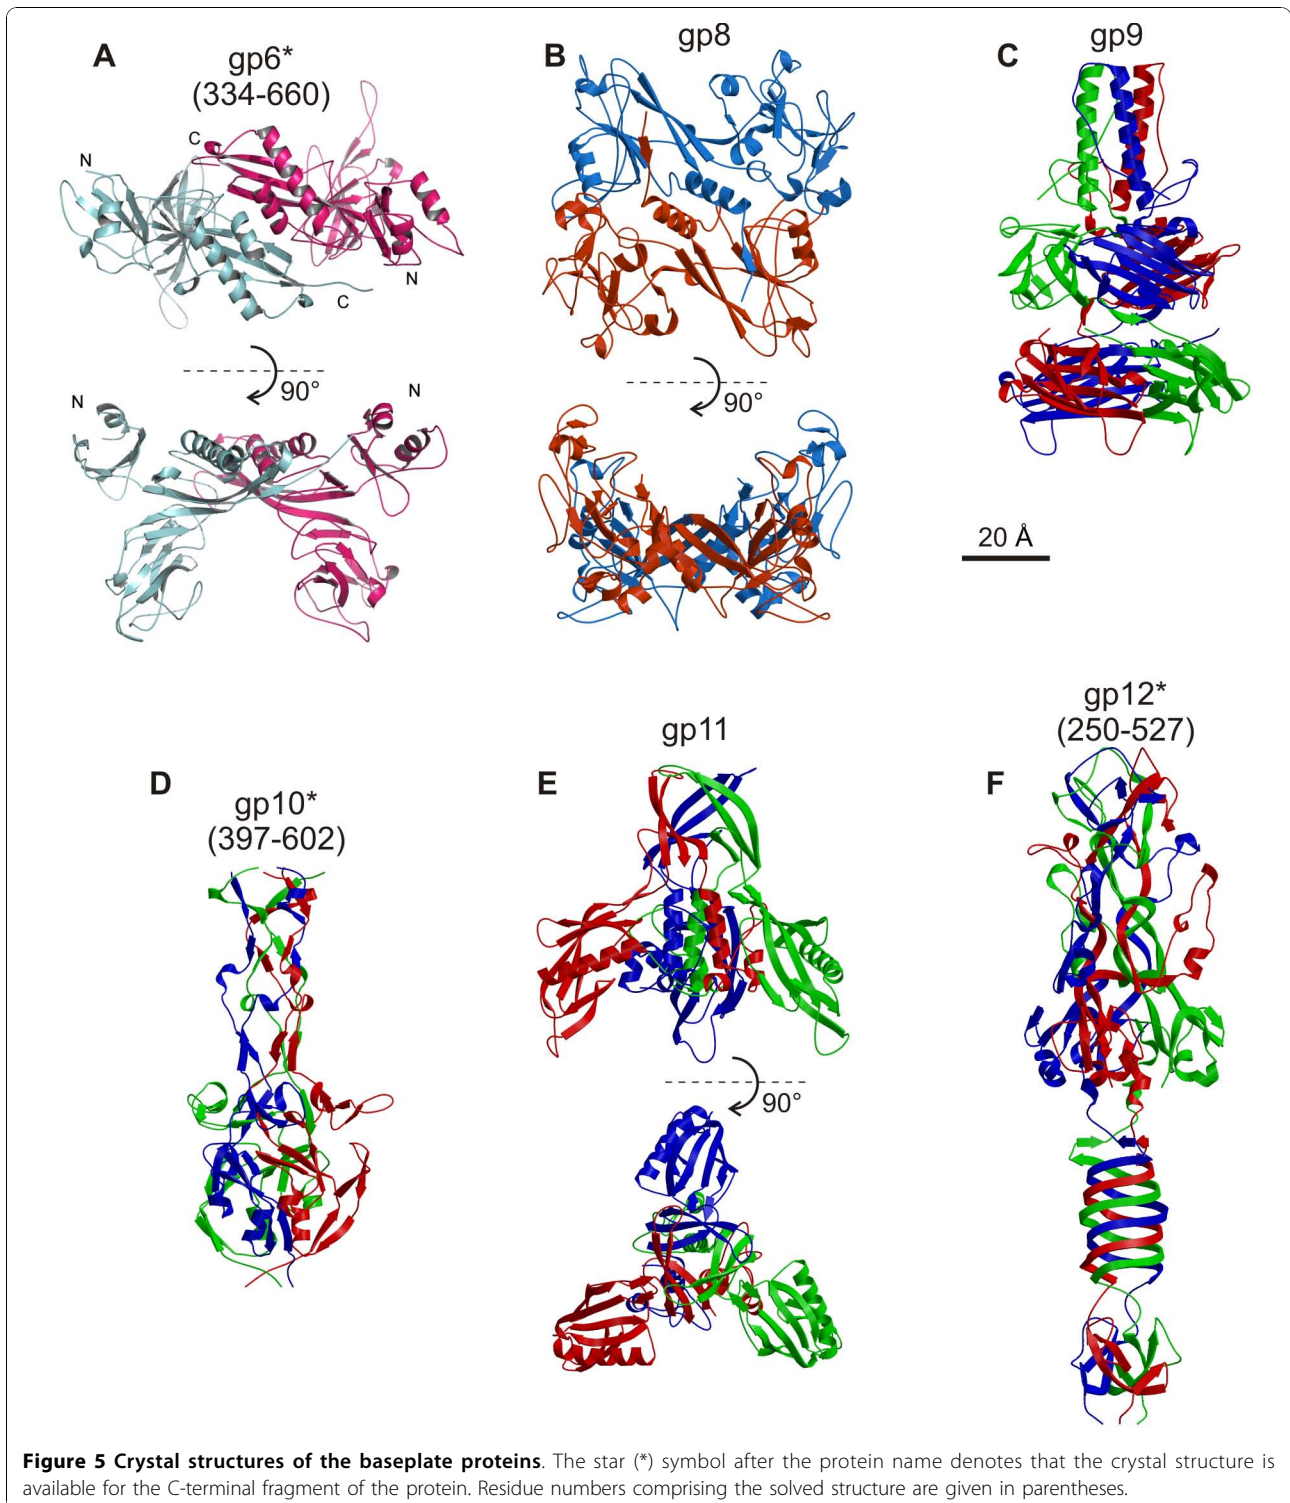 A
gp6*
(334-660)
C
N
N
C
90°
N
N
B
gp8
90°
C
gp9
20 Å
D
gp10*
(397-602)
E
gp11
90°
F
gp12*
(250-527)
Figure 5 Crystal structures of the baseplate proteins. The star (*) symbol after the protein name denotes that the crystal structure is
available for the C-terminal fragment of the protein. Residue numbers comprising the solved structure are given in parentheses.